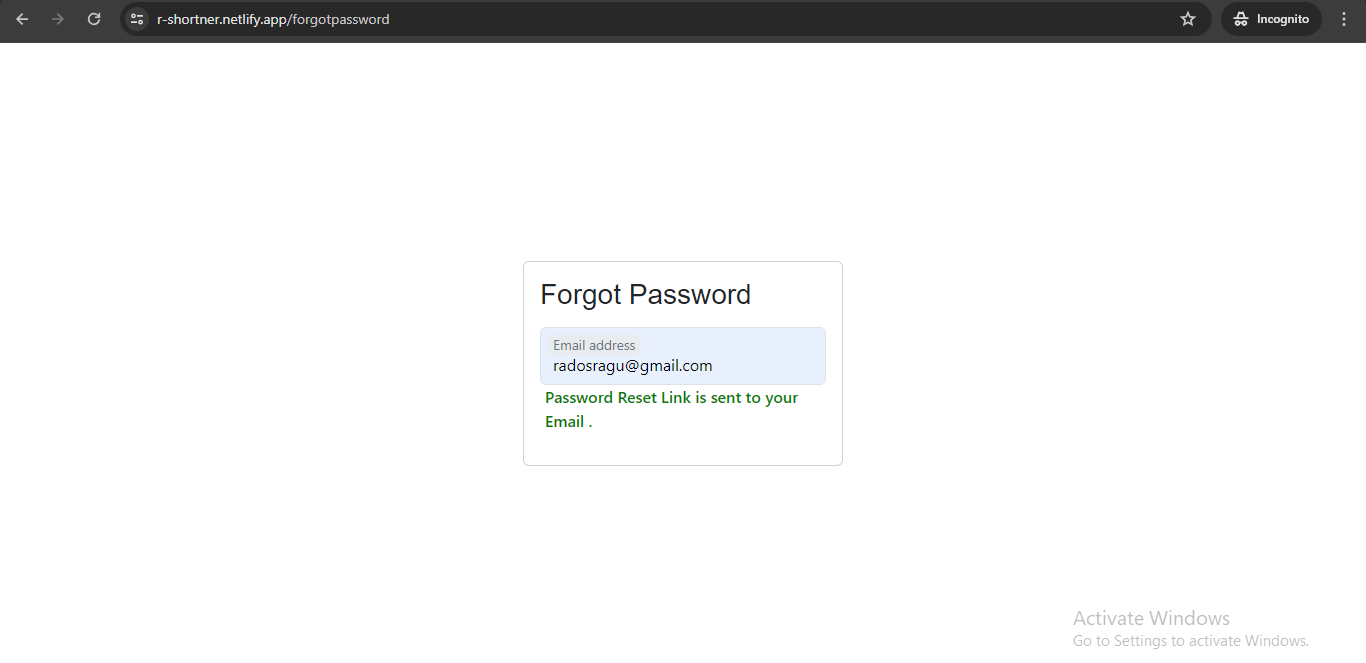 r-shortner.netlify.app/forgotpassword
Incognito
Forgot Password
Email address
radosragu@gmail.com
Password Reset Link is sent to your
Email .
Activate Windows
Go to Settings to activate Windows.